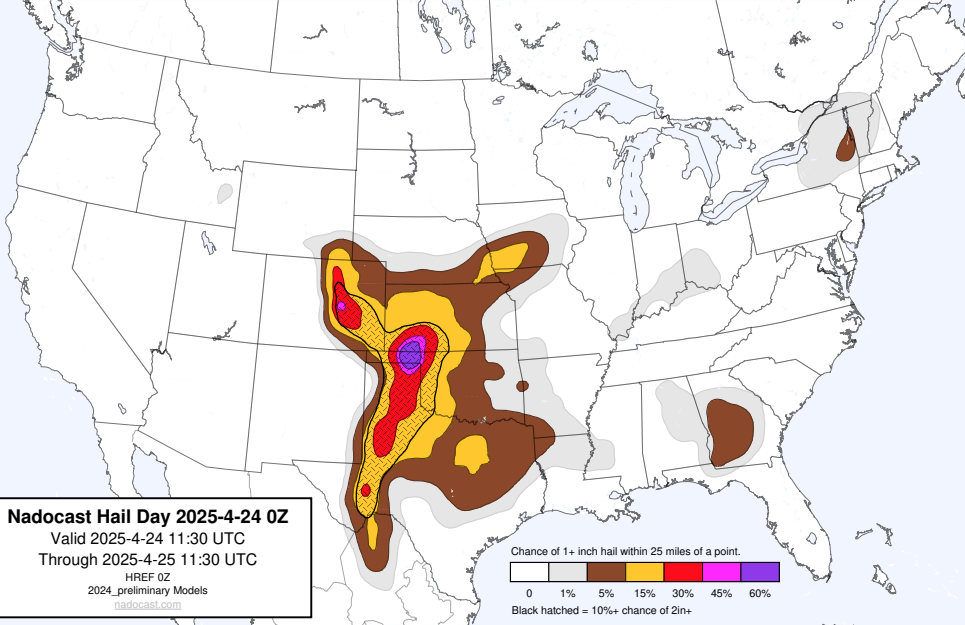 Nadocast Hail Day 2025-4-24 0Z
Valid 2025-4-24 11:30 UTC
Through 2025-4-25 11:30 UTC
HREF 0Z
2024_preliminary Models
nadocast.com
Chance of 1+ inch hail within 25 miles of a point.
0 1% 5% 15% 30% 45% 60%
Black hatched = 10%+ chance of 2in+